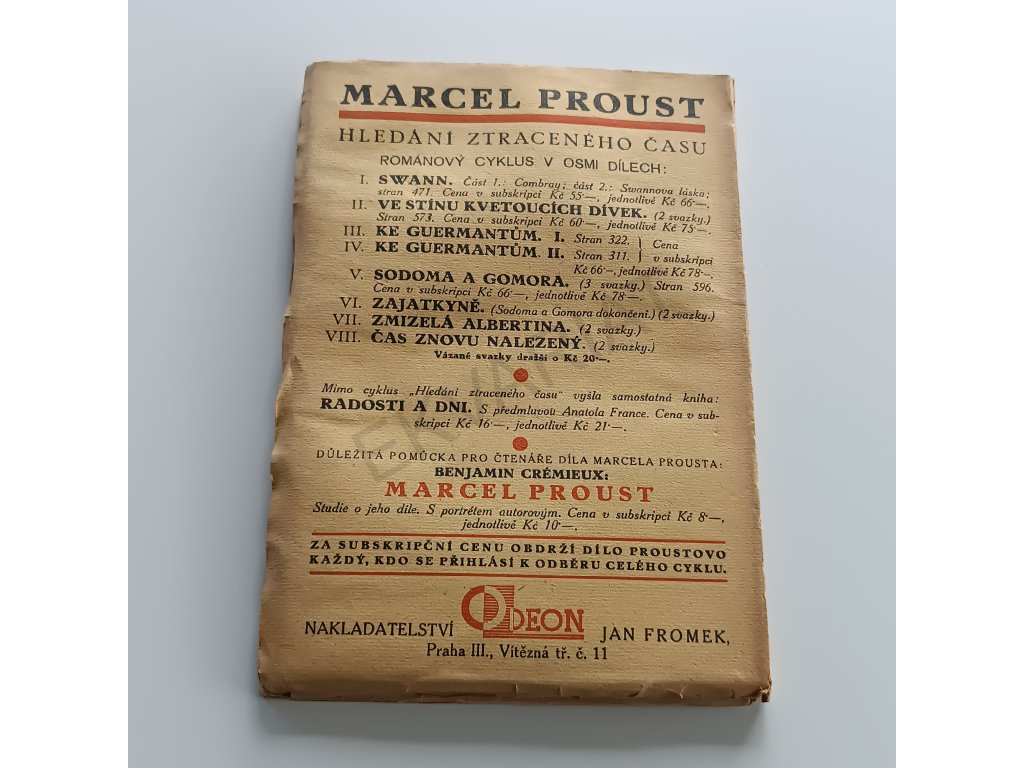 MARCEL PROUST
HLEDÁNÍ ZTRACENÉHO ČASU
ROMÁNOVÝ CYKLUS V OSMI DÍLECH:
I. SWANN. Část 1.: Combray; část 2.: Swannova láska;
stran 471. Cena v subskripci Kč 55·—, jednotlivě Kč 66·—.
II. VE STÍNU KVETOUCÍCH DÍVEK. (2 svazky.)
Stran 573. Cena v subskripci Kč 60·—, jednotlivě Kč 75·—.
III. KE GUERMANTŮM. I. Stran 322. } Cena
IV. KE GUERMANTŮM. II. Stran 311. } v subskripci
Kč 66·—, jednotlivě Kč 78·—.
V. SODOMA A GOMORA. (3 svazky.) Stran 596.
Cena v subskripci Kč 66·—, jednotlivě Kč 78·—.
VI. ZAJATKYNĚ. (Sodoma a Gomora dokončení.) (2 svazky.)
VII. ZMIZELÁ ALBERTINA. (2 svazky.)
VIII. ČAS ZNOVU NALEZENÝ. (2 svazky.)
Vázané svazky dražší o Kč 20·—.
Mimo cyklus „Hledání ztraceného času" vyšla samostatná kniha:
RADOSTI A DNI. S předmluvou Anatola France. Cena v sub-
skripci Kč 16·—, jednotlivě Kč 21·—.
DŮLEŽITÁ POMŮCKA PRO ČTENÁŘE DÍLA MARCELA PROUSTA:
BENJAMIN CRÉMIEUX:
MARCEL PROUST
Studie o jeho díle. S portrétem autorovým. Cena v subskripci Kč 8·—,
jednotlivě Kč 10·—.
ZA SUBSKRIPČNÍ CENU OBDRŽÍ DÍLO PROUSTOVO
KAŽDÝ, KDO SE PŘIHLÁSÍ K ODBĚRU CELÉHO CYKLU.
NAKLADATELSTVÍ ODEON JAN FROMEK,
Praha III., Vítězná tř. č. 11